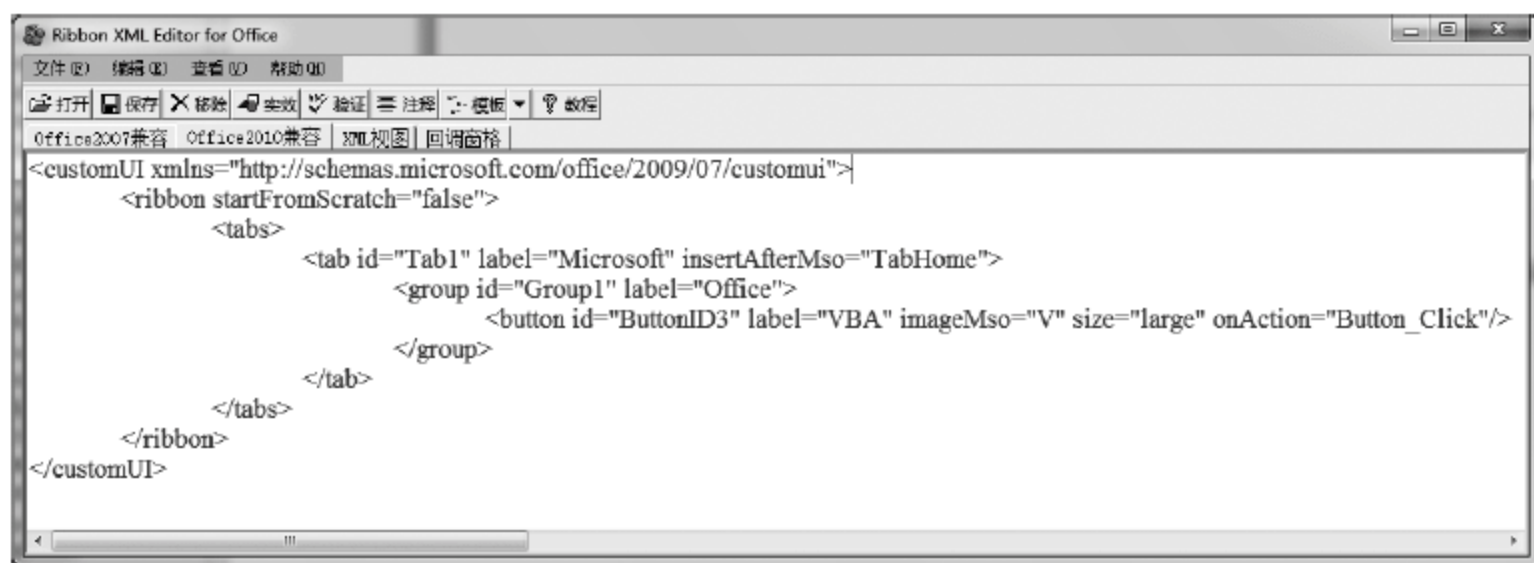 Ribbon XML Editor for Office
文件(F) 编辑(E) 查看(V) 帮助(H)
打开 保存 移除 实效 验证 注释 模板 教程
Office2007兼容 Office2010兼容 XML视图 回调窗格
<customUI xmlns="http://schemas.microsoft.com/office/2009/07/customui">
<ribbon startFromScratch="false">
<tabs>
<tab id="Tab1" label="Microsoft" insertAfterMso="TabHome">
<group id="Group1" label="Office">
<button id="ButtonID3" label="VBA" imageMso="V" size="large" onAction="Button_Click"/>
</group>
</tab>
</tabs>
</ribbon>
</customUI>